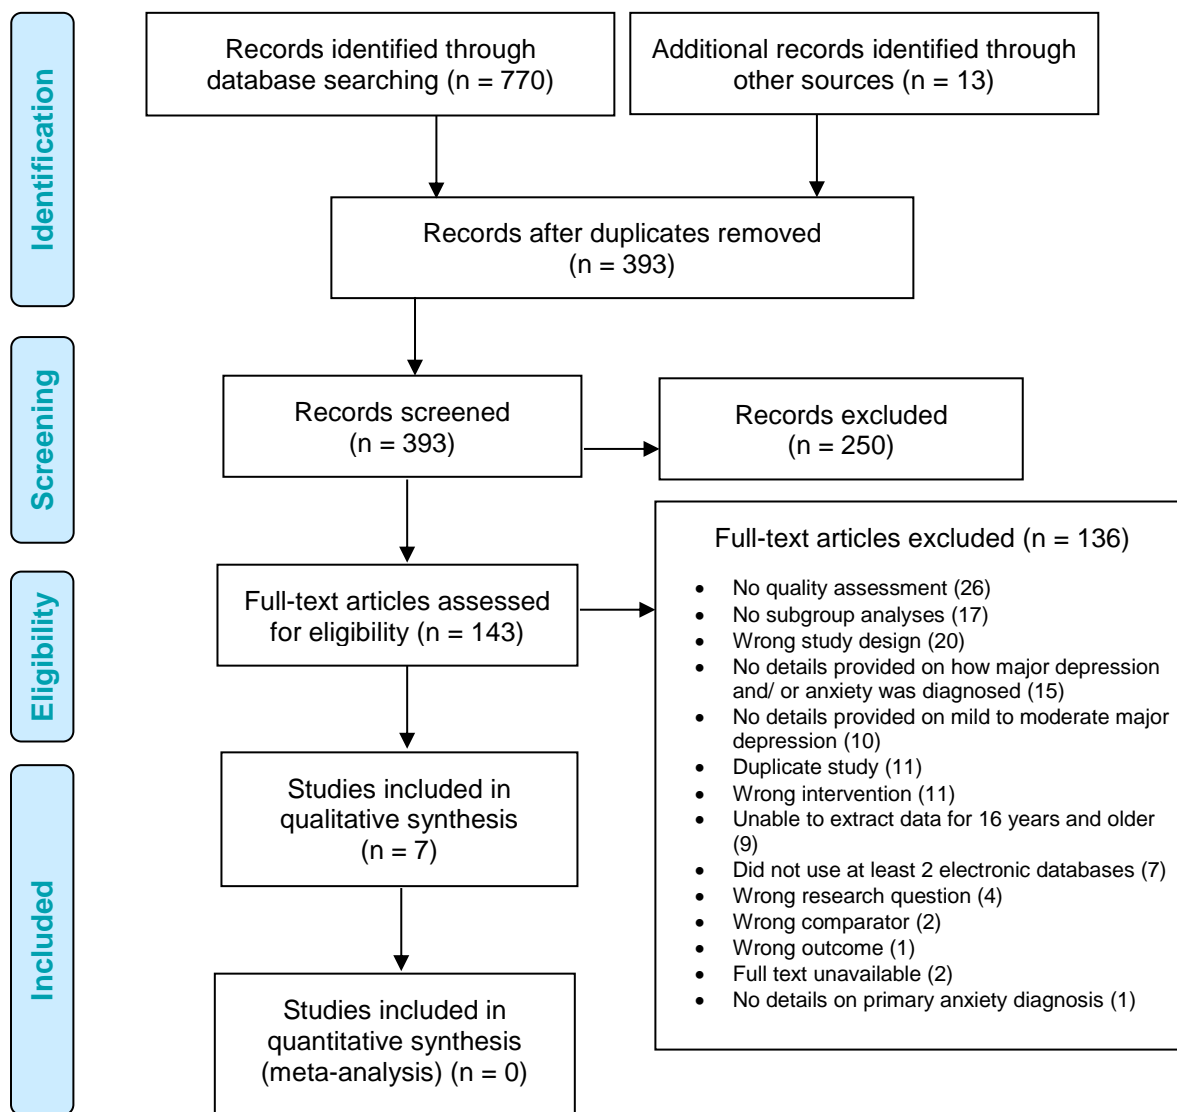 Identification
Records identified through
database searching (n = 770)
Additional records identified through
other sources (n = 13)
Records after duplicates removed
(n = 393)
Screening
Records screened
(n = 393)
Records excluded
(n = 250)
Eligibility
Full-text articles assessed
for eligibility (n = 143)
Full-text articles excluded (n = 136)
• No quality assessment (26)
• No subgroup analyses (17)
• Wrong study design (20)
• No details provided on how major depression
and/ or anxiety was diagnosed (15)
• No details provided on mild to moderate major
depression (10)
• Duplicate study (11)
• Wrong intervention (11)
• Unable to extract data for 16 years and older
(9)
• Did not use at least 2 electronic databases (7)
• Wrong research question (4)
• Wrong comparator (2)
• Wrong outcome (1)
• Full text unavailable (2)
• No details on primary anxiety diagnosis (1)
Included
Studies included in
qualitative synthesis
(n = 7)
Studies included in
quantitative synthesis
(meta-analysis) (n = 0)